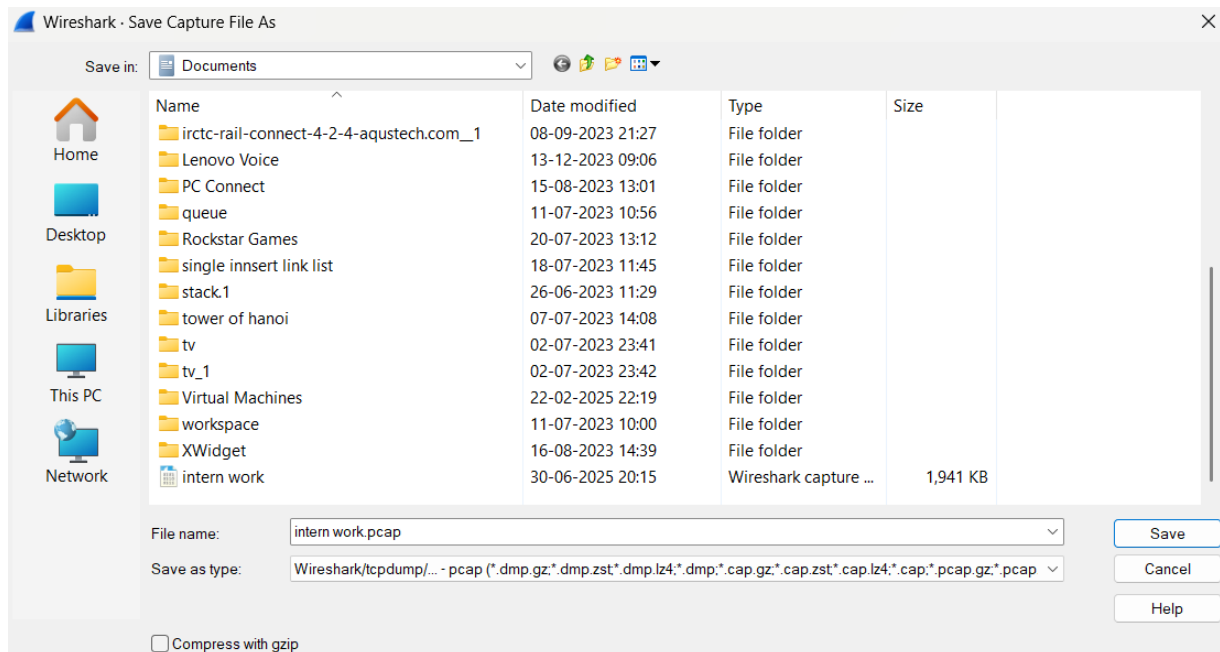 Wireshark · Save Capture File As
Save in: Documents
Name Date modified Type Size
irctc-rail-connect-4-2-4-aqustech.com__1 08-09-2023 21:27 File folder
Lenovo Voice 13-12-2023 09:06 File folder
PC Connect 15-08-2023 13:01 File folder
queue 11-07-2023 10:56 File folder
Rockstar Games 20-07-2023 13:12 File folder
single innsert link list 18-07-2023 11:45 File folder
stack.1 26-06-2023 11:29 File folder
tower of hanoi 07-07-2023 14:08 File folder
tv 02-07-2023 23:41 File folder
tv_1 02-07-2023 23:42 File folder
Virtual Machines 22-02-2025 22:19 File folder
workspace 11-07-2023 10:00 File folder
XWidget 16-08-2023 14:39 File folder
intern work 30-06-2025 20:15 Wireshark capture ... 1,941 KB
Home
Desktop
Libraries
This PC
Network
File name: intern work.pcap Save
Save as type: Wireshark/tcpdump/... - pcap (*.dmp.gz;*.dmp.zst;*.dmp.lz4;*.dmp;*.cap.gz;*.cap.zst;*.cap.lz4;*.cap;*.pcap.gz;*.pcap Cancel
Help
Compress with gzip